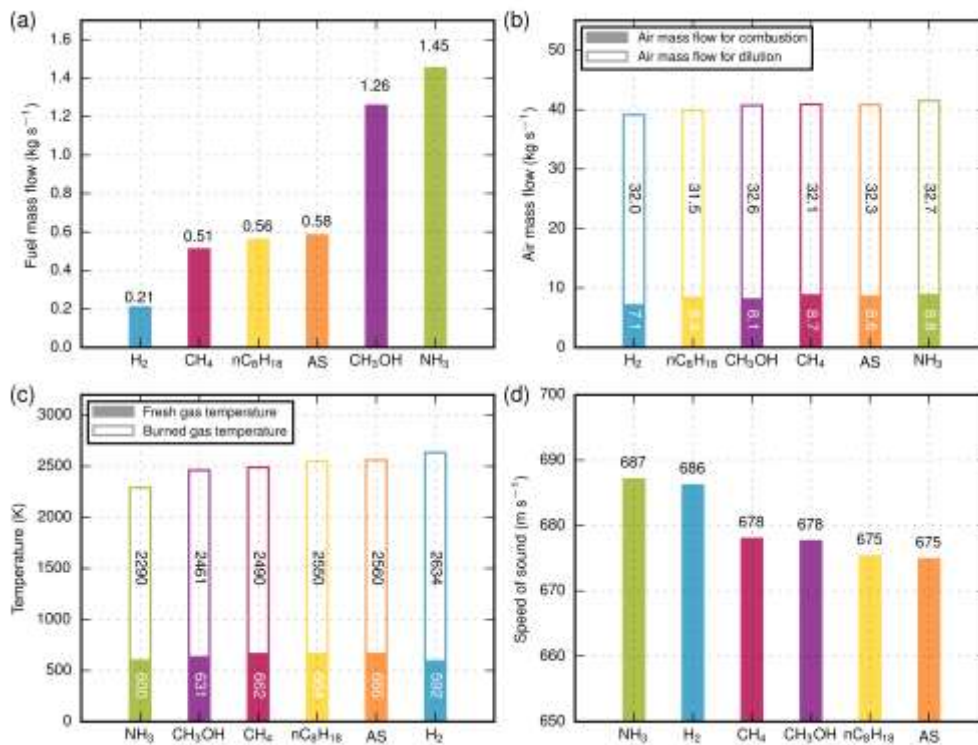 (a)
Fuel mass flow (kg s⁻¹)
1.6
1.4
1.2
1.0
0.8
0.6
0.4
0.2
0.0
0.21
0.51
0.56
0.58
1.26
1.45
H₂ CH₄ nC₈H₁₈ AS CH₃OH NH₃
(b)
Air mass flow for combustion
Air mass flow for dilution
Air mass flow (kg s⁻¹)
50
40
30
20
10
0
32.0 31.5 32.6 32.1 32.3 32.7
7.1 8.1 8.7 8.6 8.8
H₂ nC₈H₁₈ CH₃OH CH₄ AS NH₃
(c)
Fresh gas temperature
Burned gas temperature
Temperature (K)
3000
2500
2000
1500
1000
500
0
2290 2461 2490 2550 2560 2634
600 631 662 666 592
NH₃ CH₃OH CH₄ nC₈H₁₈ AS H₂
(d)
Speed of sound (m s⁻¹)
700
690
680
670
660
650
687
686
678
678
675
675
NH₃ H₂ CH₄ CH₃OH nC₈H₁₈ AS